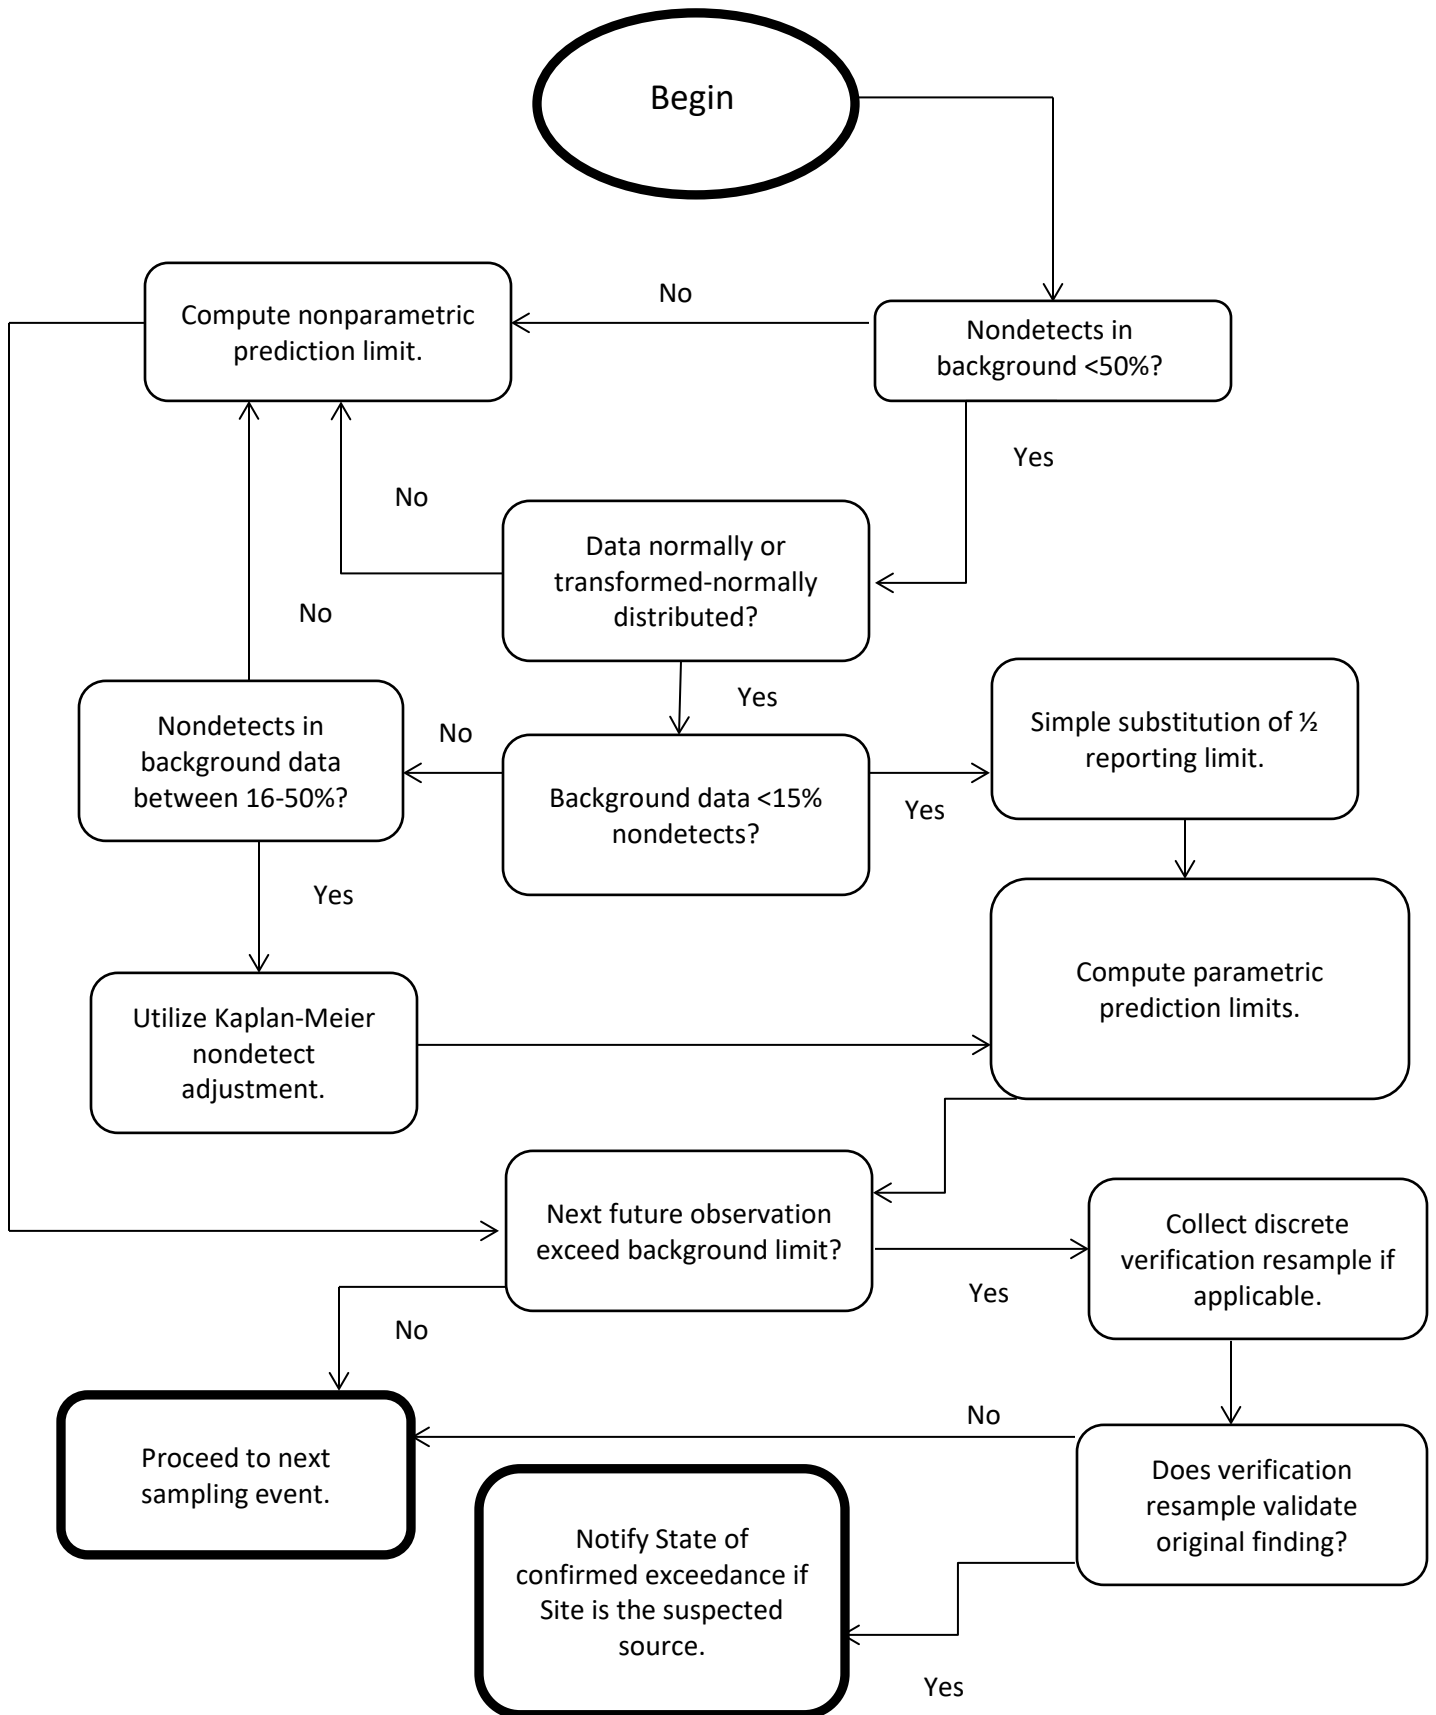 Begin
No
Compute nonparametric
prediction limit.
Nondetects in
background <50%?
Yes
No
Data normally or
transformed-normally
distributed?
No
Yes
Nondetects in
background data
between 16-50%?
No
Simple substitution of ½
reporting limit.
Background data <15%
nondetects?
Yes
Yes
Compute parametric
prediction limits.
Utilize Kaplan-Meier
nondetect
adjustment.
Next future observation
exceed background limit?
Collect discrete
verification resample if
applicable.
Yes
No
No
Proceed to next
sampling event.
Does verification
resample validate
original finding?
Notify State of
confirmed exceedance if
Site is the suspected
source.
Yes